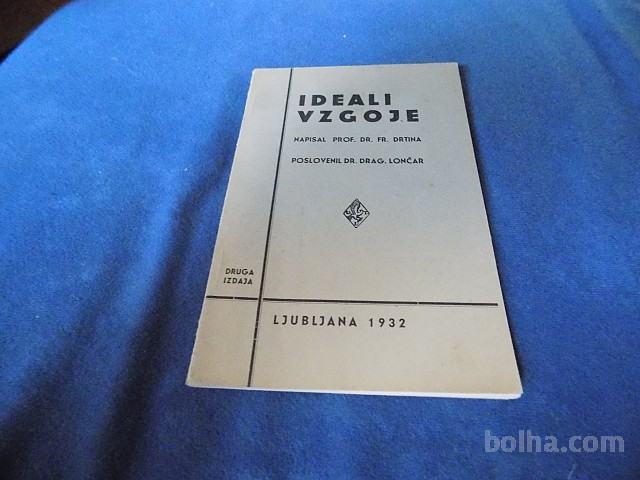 IDEALI
VZGOJE
NAPISAL PROF. DR. FR. DRTINA
POSLOVENIL DR. DRAG. LONČAR
DRUGA
IZDAJA
LJUBLJANA 1932
bolha.com